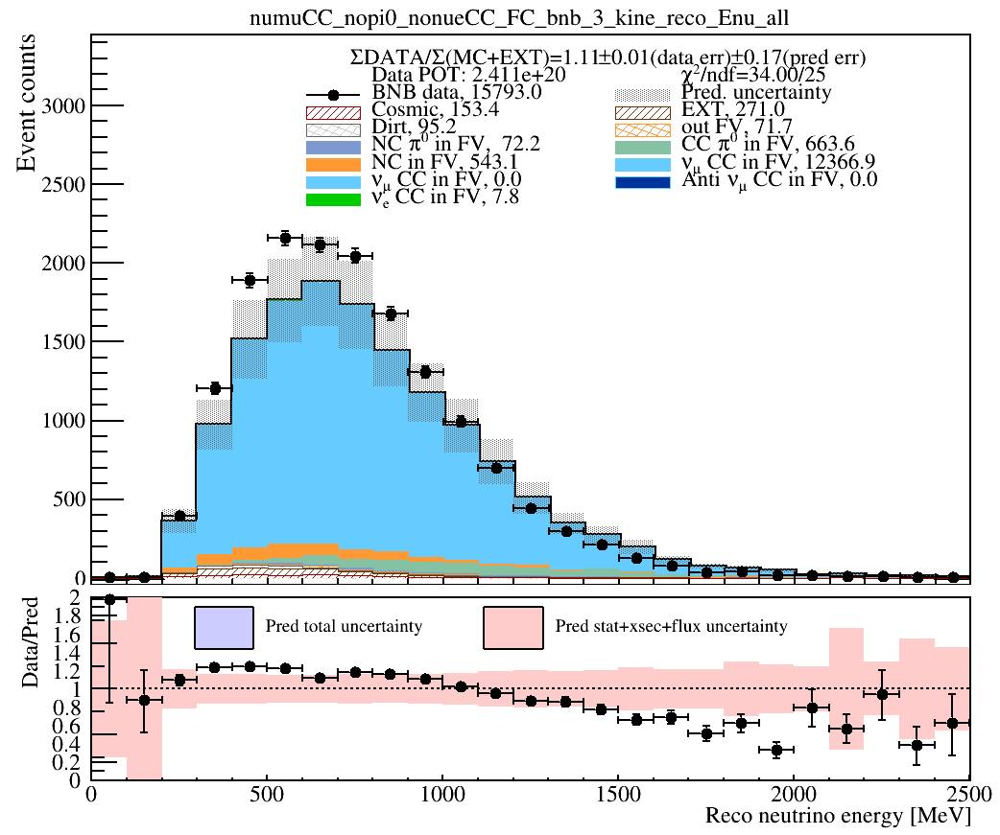 numuCC_nopi0_nonueCC_FC_bnb_3_kine_reco_Enu_all
ΣDATA/Σ(MC+EXT)=1.11±0.01(data err)±0.17(pred err)
Data POT: 2.411e+20
χ²/ndf=34.00/25
BNB data, 15793.0
Pred. uncertainty
Cosmic, 153.4
EXT, 271.0
Dirt, 95.2
out FV, 71.7
NC π⁰ in FV, 72.2
CC π⁰ in FV, 663.6
NC in FV, 543.1
νμ CC in FV, 12366.9
νμ CC in FV, 0.0
Anti νμ CC in FV, 0.0
νe CC in FV, 7.8
Event counts
3000
2500
2000
1500
1000
500
0
Data/Pred
2
1.8
1.6
1.4
1.2
1
0.8
0.6
0.4
0.2
0
Pred total uncertainty
Pred stat+xsec+flux uncertainty
0 500 1000 1500 2000 2500
Reco neutrino energy [MeV]